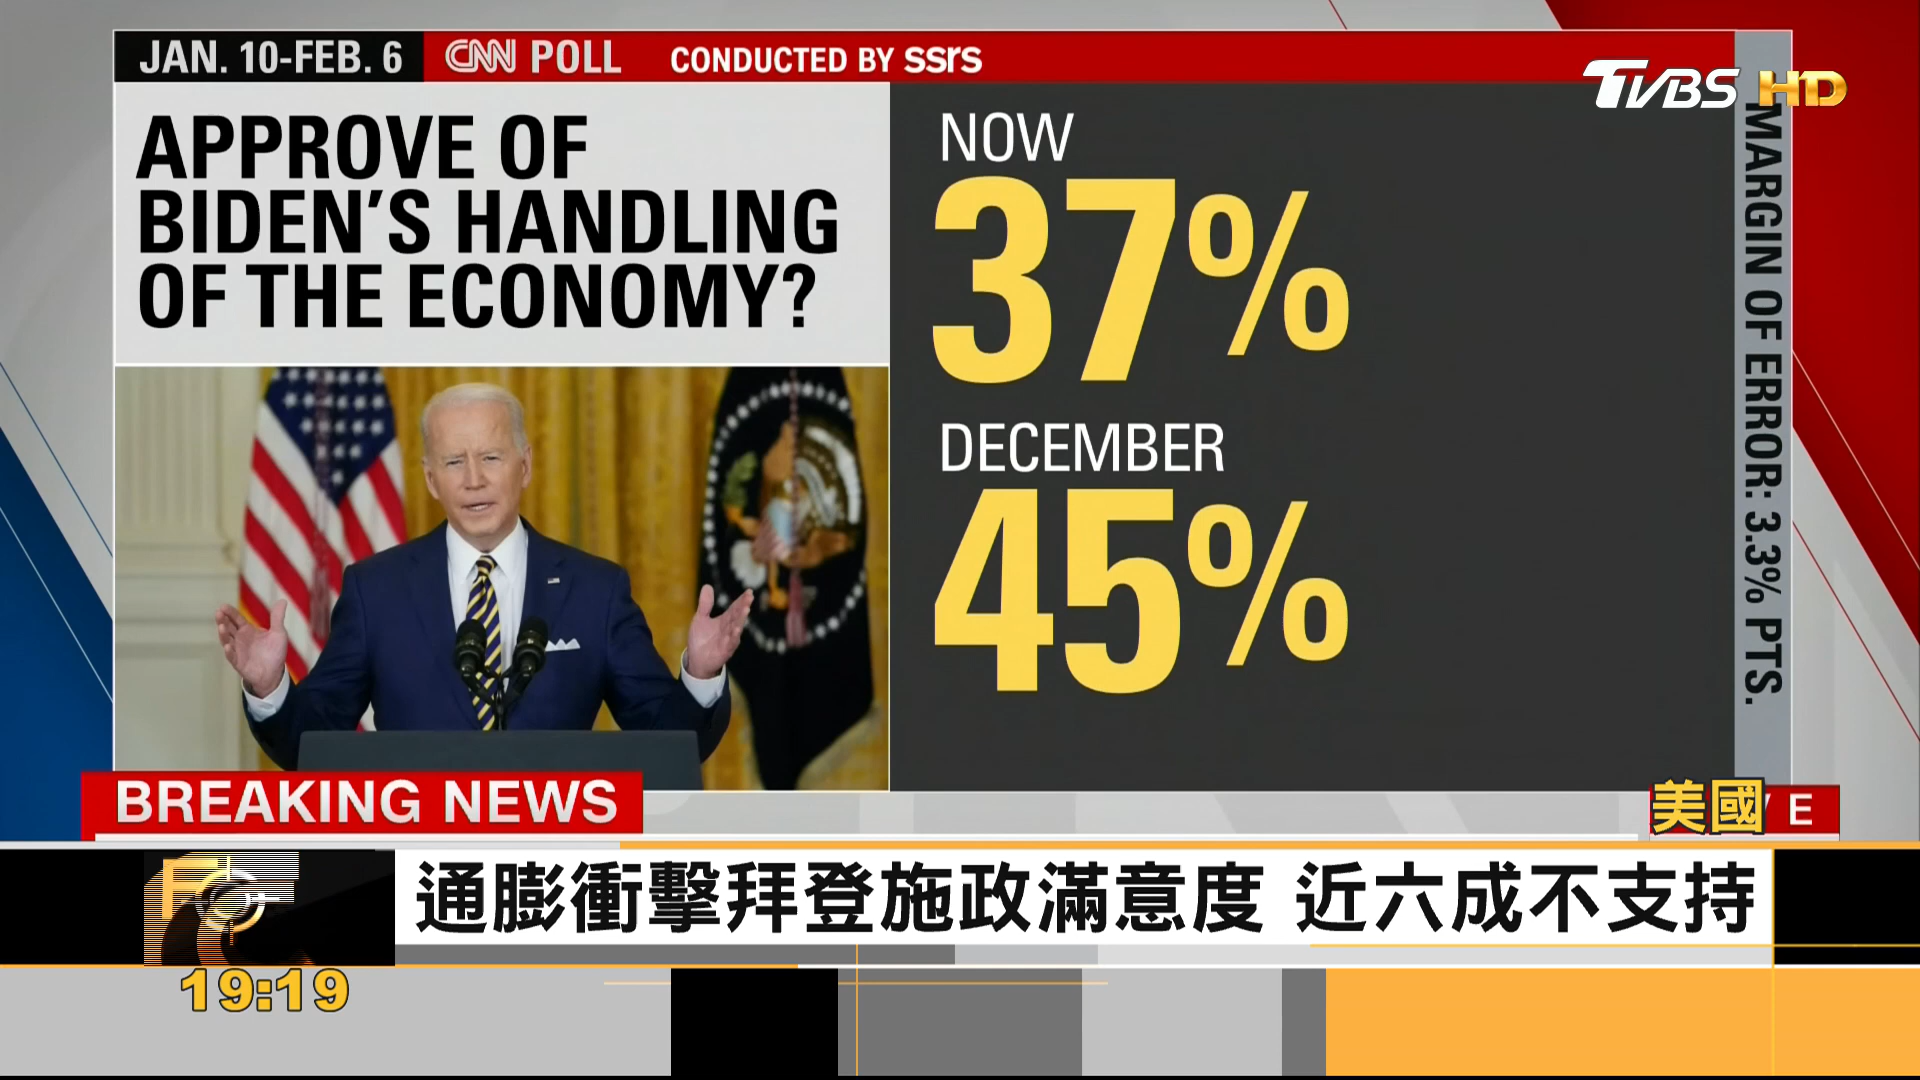 JAN. 10-FEB. 6 CNN POLL CONDUCTED BY ssrs
TVBS HD
APPROVE OF
BIDEN'S HANDLING
OF THE ECONOMY?
NOW
37%
DECEMBER
45%
MARGIN OF ERROR: 3.3% PTS.
BREAKING NEWS
美國
通膨衝擊拜登施政滿意度 近六成不支持
19:19